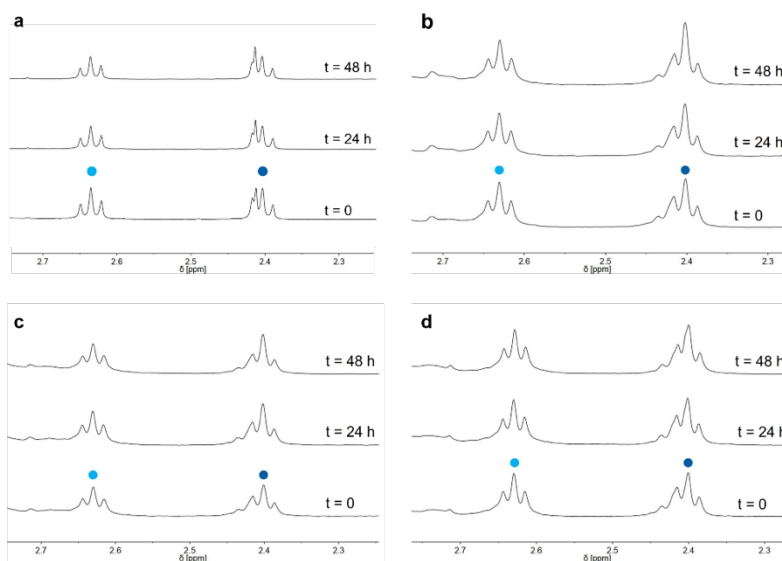 a
t = 48 h
t = 24 h
t = 0
2.7 2.6 2.5 2.4 2.3
δ [ppm]
b
t = 48 h
t = 24 h
t = 0
2.7 2.6 2.5 2.4 2.3
δ [ppm]
c
t = 48 h
t = 24 h
t = 0
2.7 2.6 2.5 2.4 2.3
δ [ppm]
d
t = 48 h
t = 24 h
t = 0
2.7 2.6 2.5 2.4 2.3
δ [ppm]